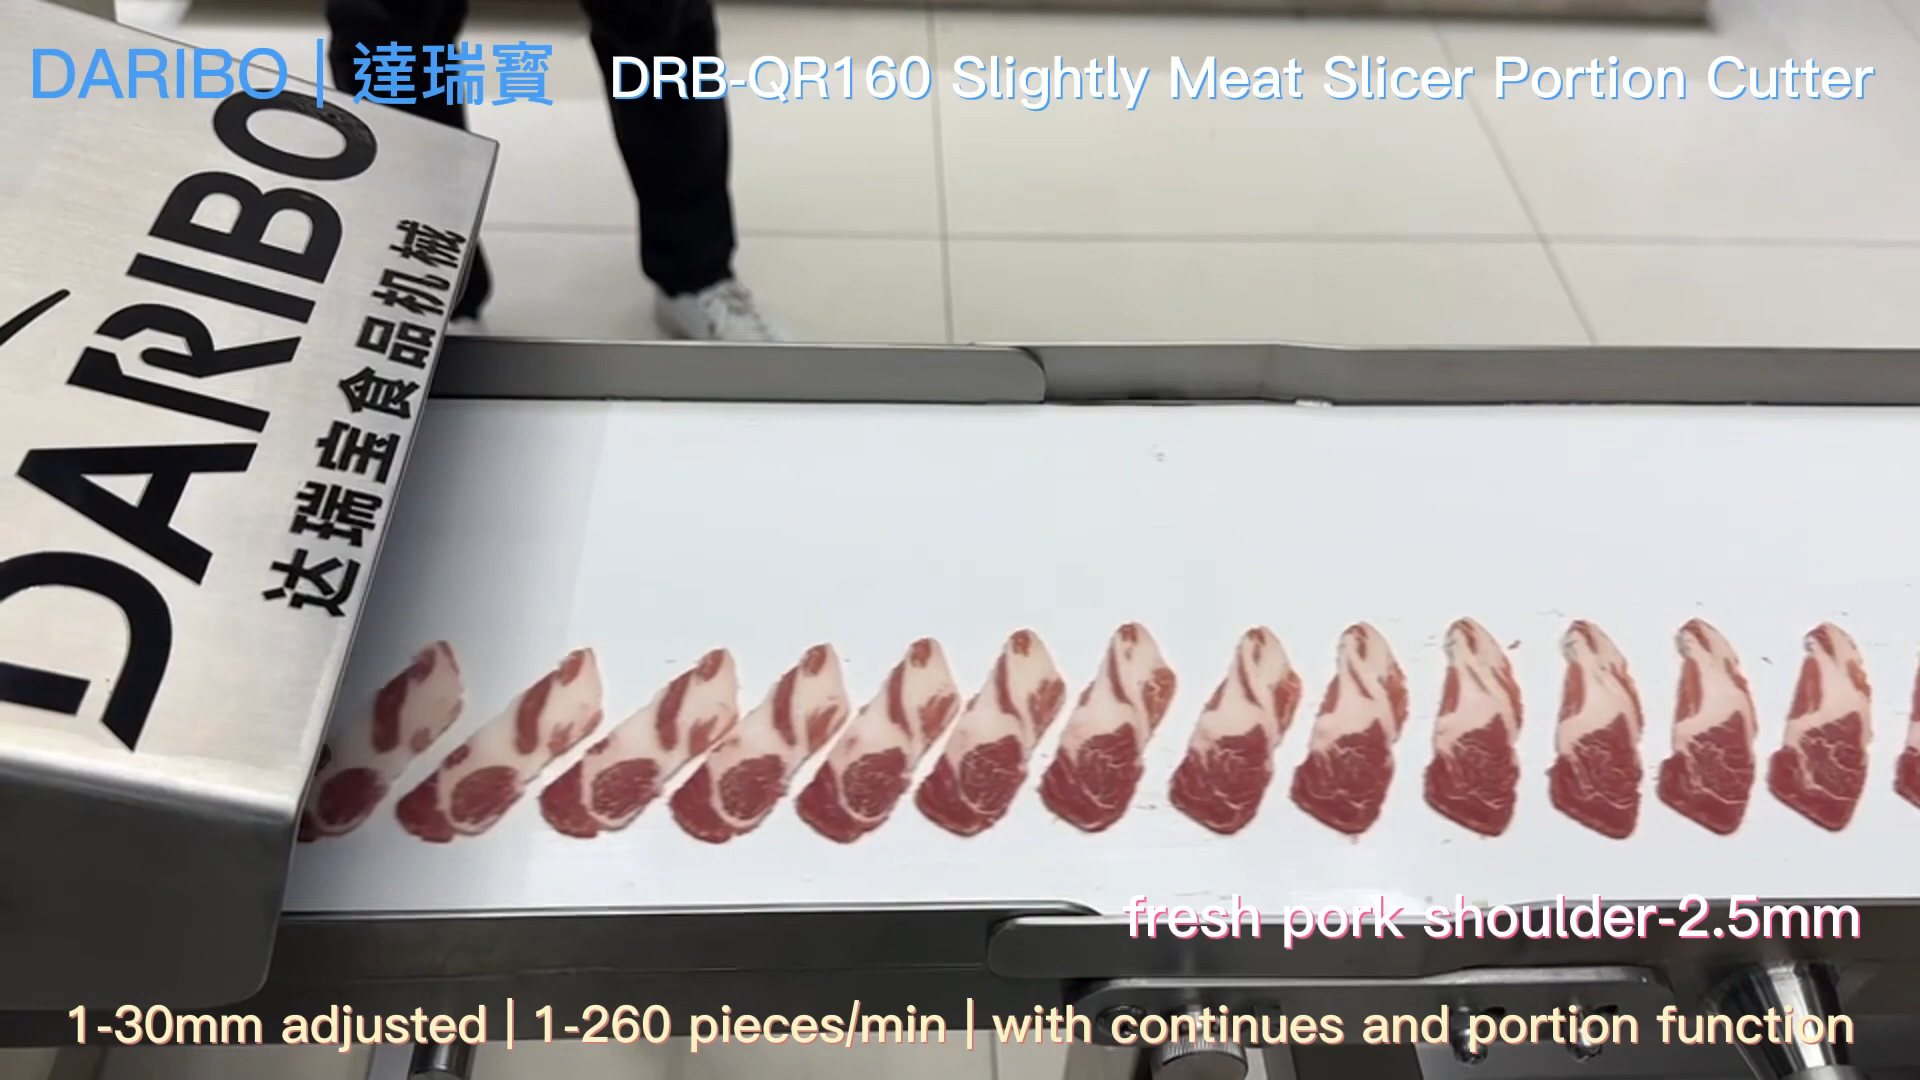 DARIBO | 達瑞寶
DRB-QR160 Slightly Meat Slicer Portion Cutter
DARIBO
达瑞宝食品机械
fresh pork shoulder-2.5mm
1-30mm adjusted | 1-260 pieces/min | with continues and portion function